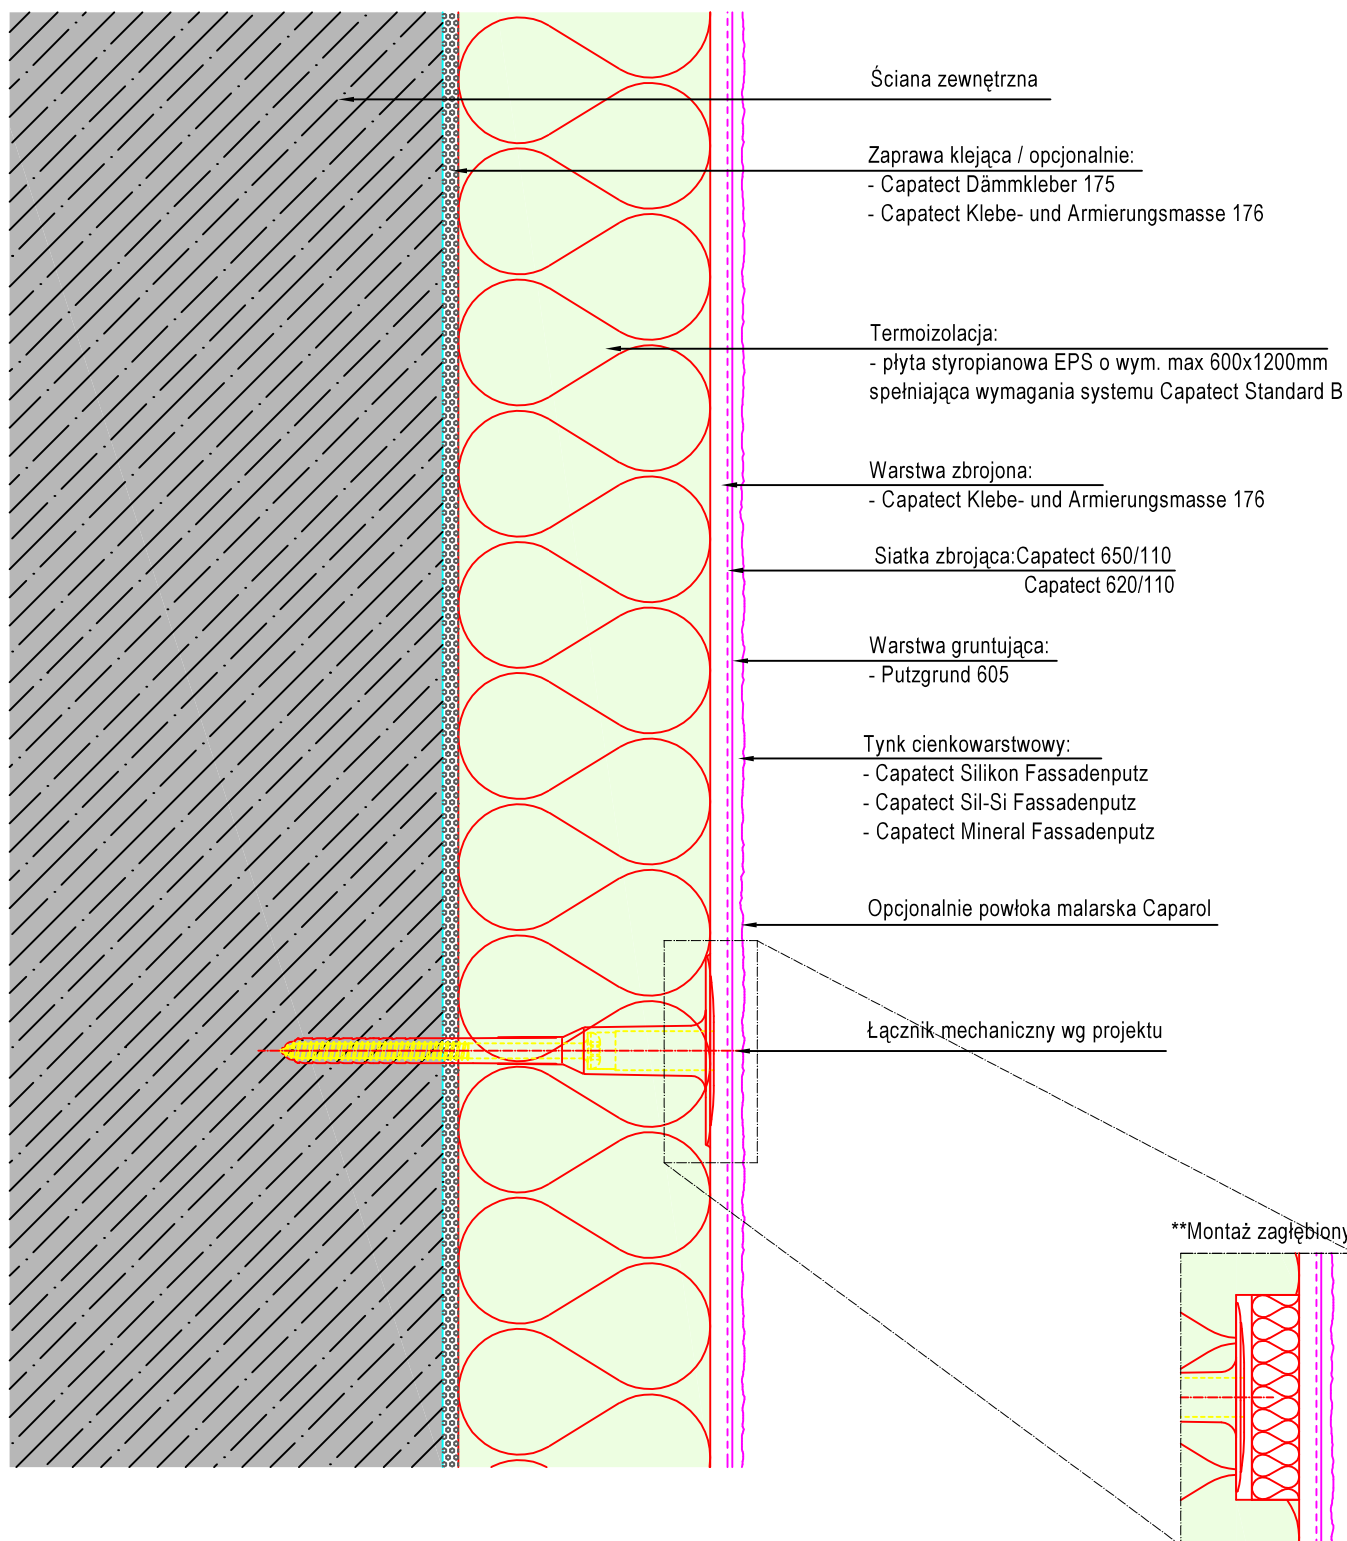 Ściana zewnętrzna
Zaprawa klejąca / opcjonalnie:
- Capatect Dämmkleber 175
- Capatect Klebe- und Armierungsmasse 176
Termoizolacja:
- płyta styropianowa EPS o wym. max 600x1200mm
spełniająca wymagania systemu Capatect Standard B
Warstwa zbrojona:
- Capatect Klebe- und Armierungsmasse 176
Siatka zbrojąca:Capatect 650/110
Capatect 620/110
Warstwa gruntująca:
- Putzgrund 605
Tynk cienkowarstwowy:
- Capatect Silikon Fassadenputz
- Capatect Sil-Si Fassadenputz
- Capatect Mineral Fassadenputz
Opcjonalnie powłoka malarska Caparol
Łącznik mechaniczny wg projektu
**Montaż zagłębiony